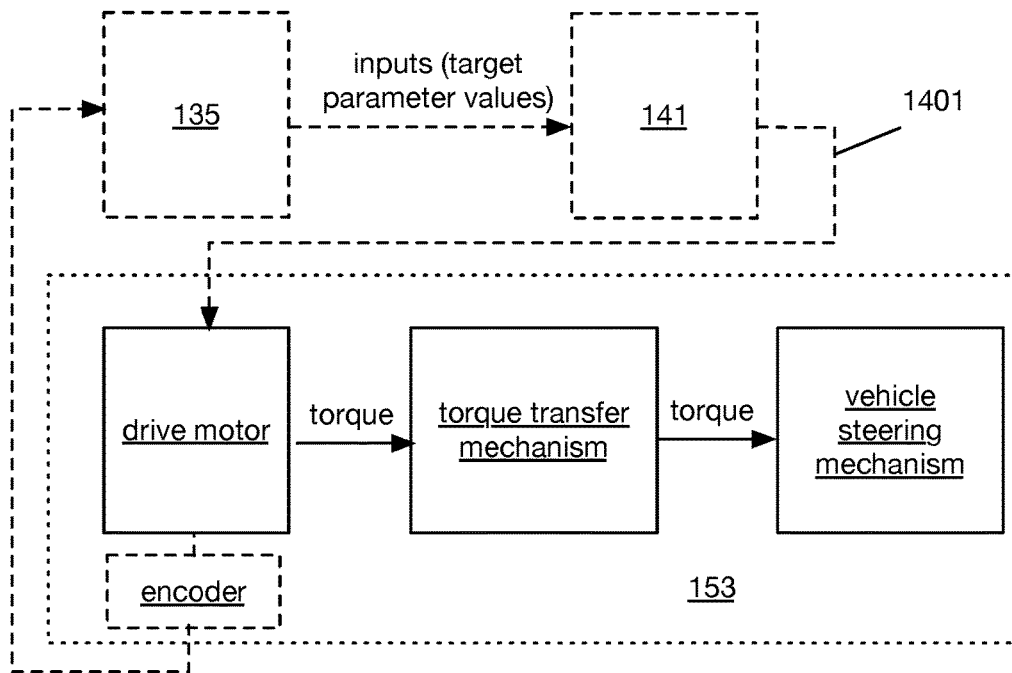 135
inputs (target
parameter values)
141
1401
drive motor
torque
torque transfer
mechanism
torque
vehicle
steering
mechanism
encoder
153